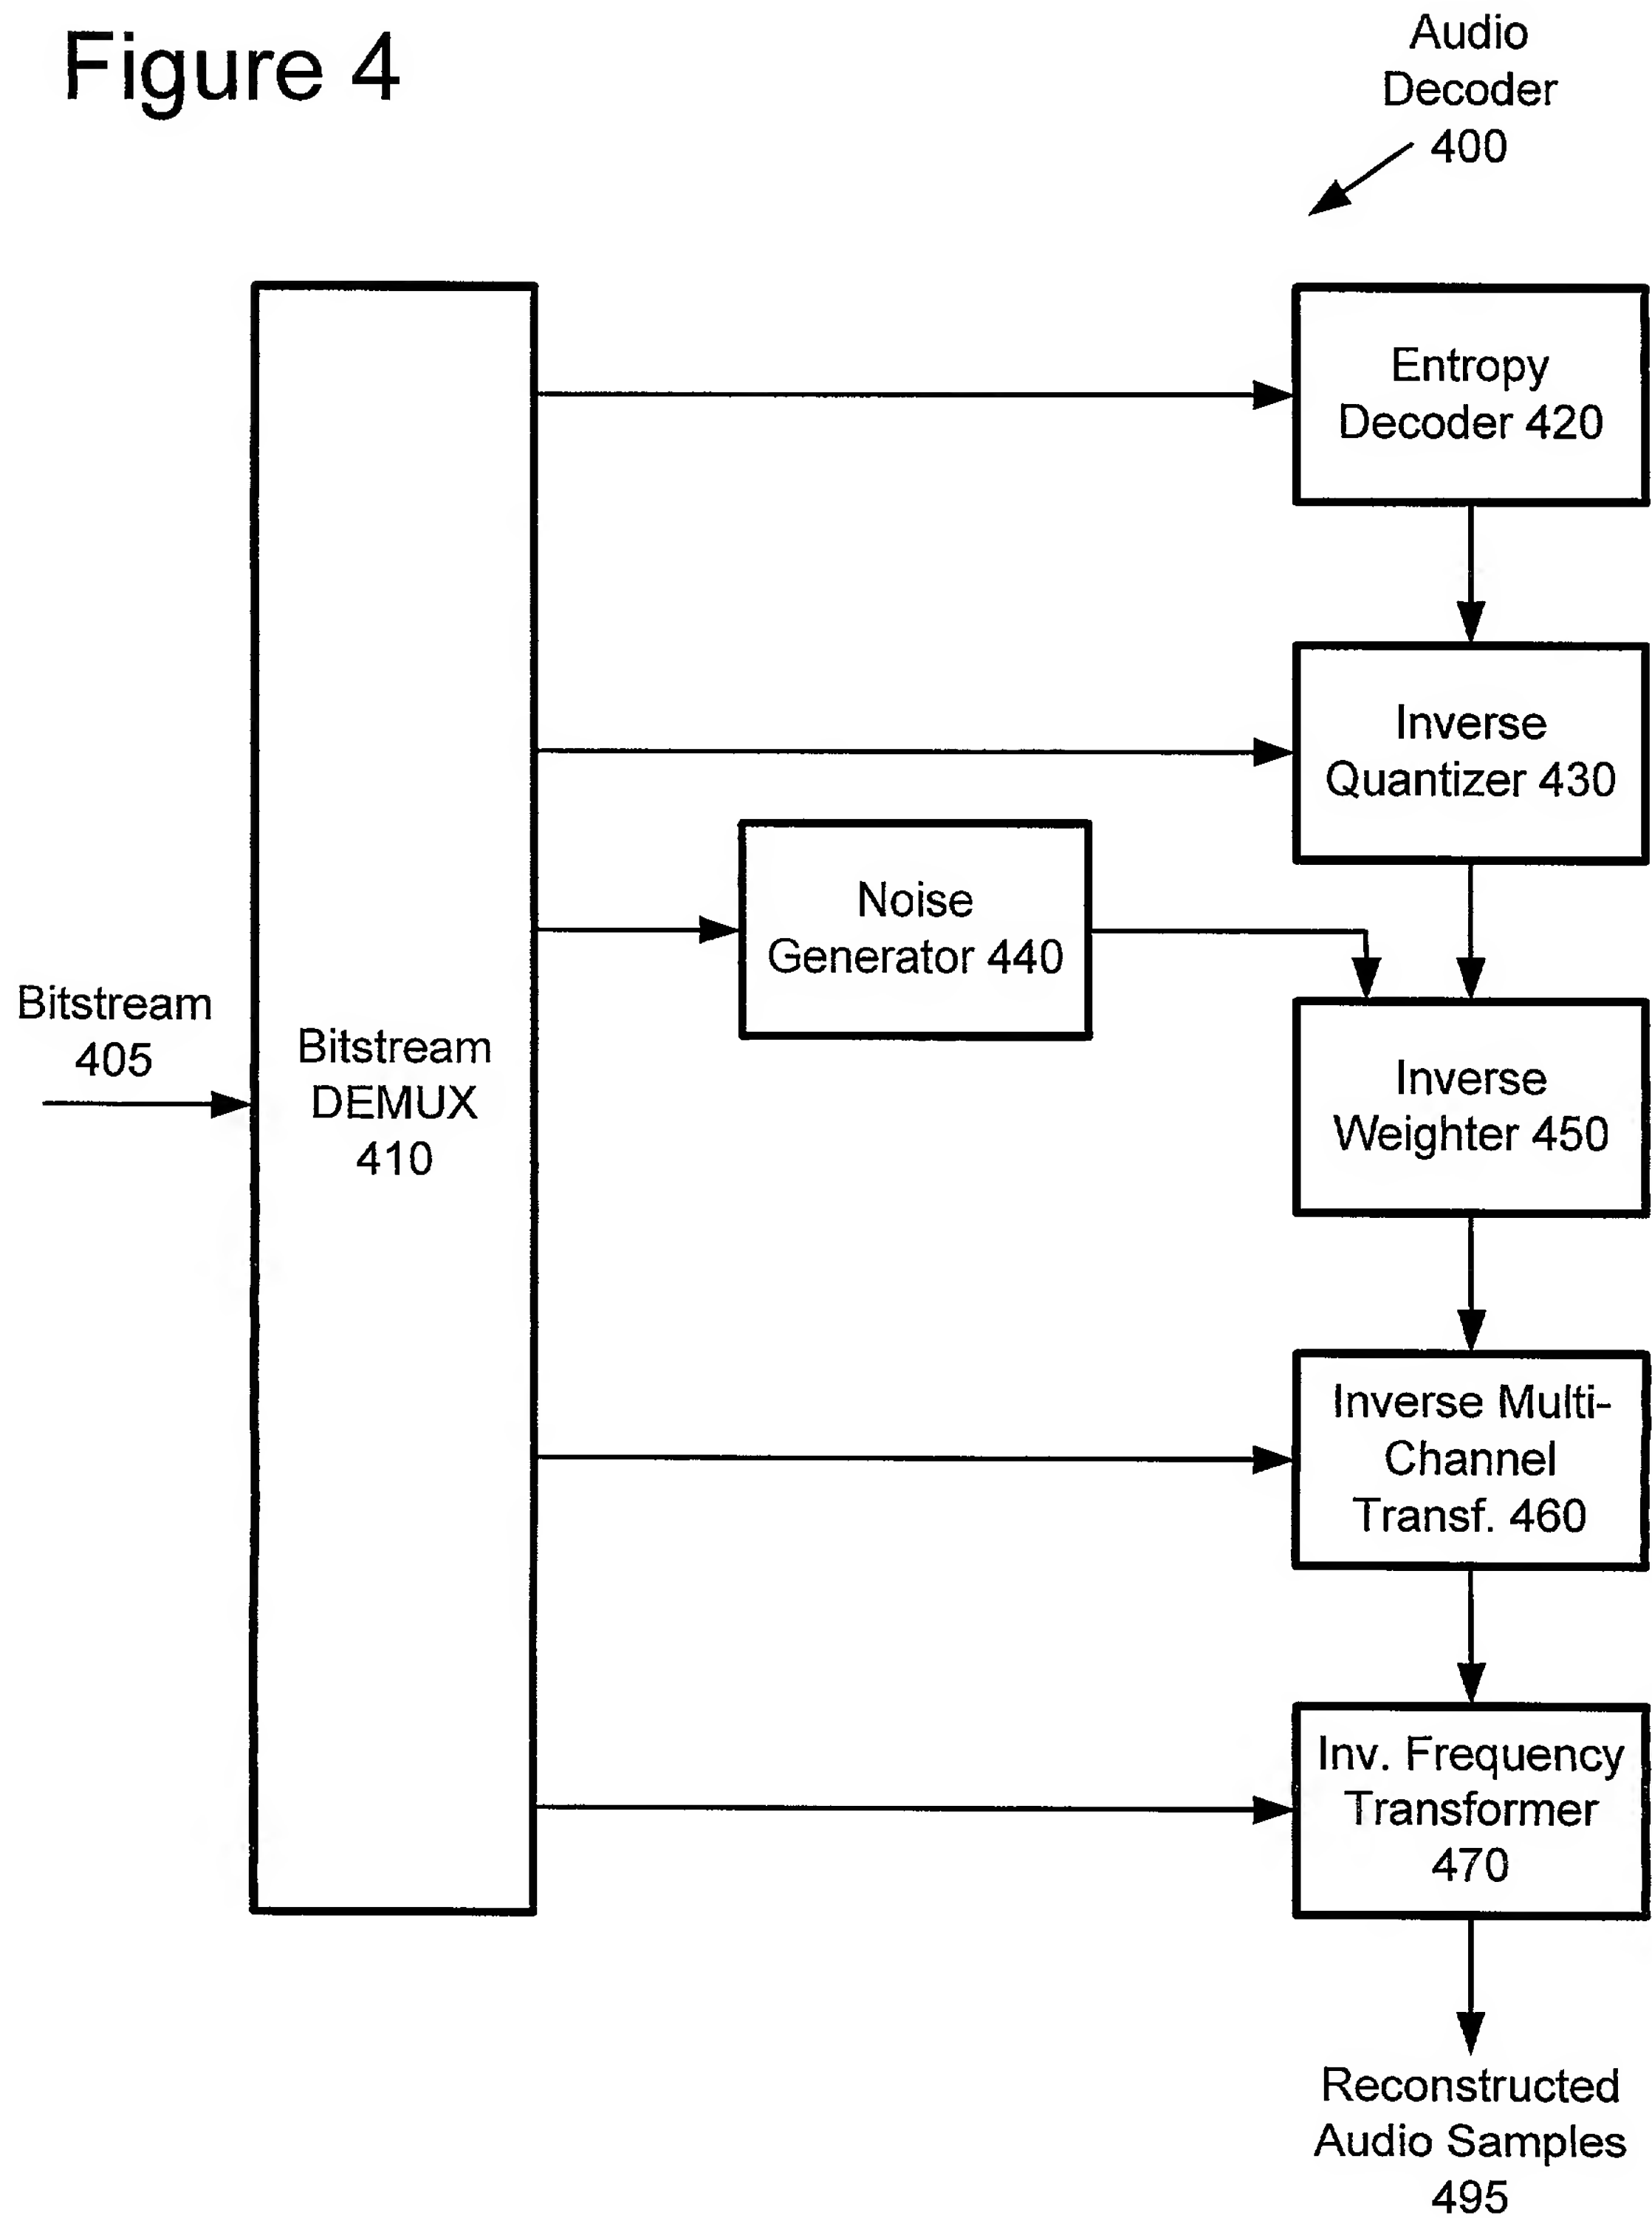 Figure 4
Audio
Decoder
400
Entropy
Decoder 420
Inverse
Quantizer 430
Noise
Generator 440
Bitstream
405
Bitstream
DEMUX
410
Inverse
Weighter 450
Inverse Multi-
Channel
Transf. 460
Inv. Frequency
Transformer
470
Reconstructed
Audio Samples
495